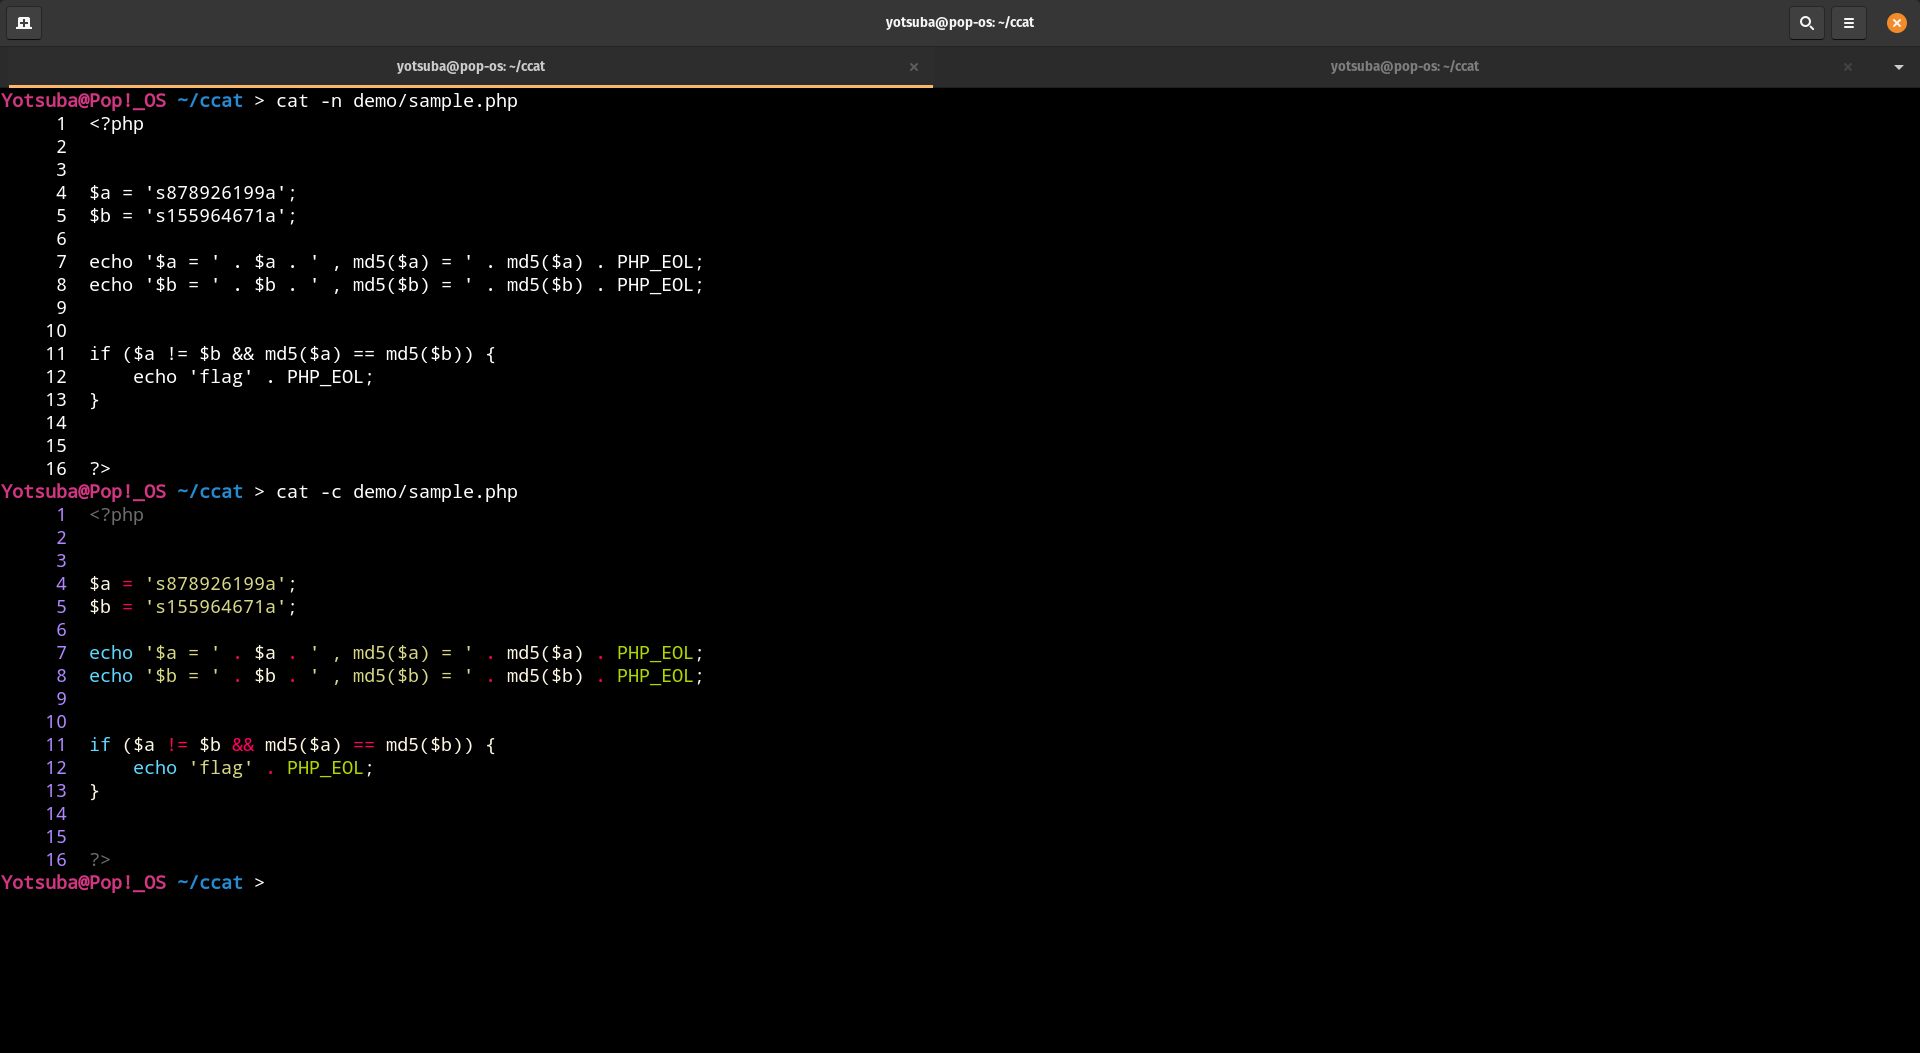 yotsuba@pop-os: ~/ccat
yotsuba@pop-os: ~/ccat
yotsuba@pop-os: ~/ccat
Yotsuba@Pop!_OS ~/ccat > cat -n demo/sample.php
     1  <?php
     2
     3
     4  $a = 's878926199a';
     5  $b = 's155964671a';
     6
     7  echo '$a = ' . $a . ' , md5($a) = ' . md5($a) . PHP_EOL;
     8  echo '$b = ' . $b . ' , md5($b) = ' . md5($b) . PHP_EOL;
     9
    10
    11  if ($a != $b && md5($a) == md5($b)) {
    12      echo 'flag' . PHP_EOL;
    13  }
    14
    15
    16  ?>
Yotsuba@Pop!_OS ~/ccat > cat -c demo/sample.php
     1  <?php
     2
     3
     4  $a = 's878926199a';
     5  $b = 's155964671a';
     6
     7  echo '$a = ' . $a . ' , md5($a) = ' . md5($a) . PHP_EOL;
     8  echo '$b = ' . $b . ' , md5($b) = ' . md5($b) . PHP_EOL;
     9
    10
    11  if ($a != $b && md5($a) == md5($b)) {
    12      echo 'flag' . PHP_EOL;
    13  }
    14
    15
    16  ?>
Yotsuba@Pop!_OS ~/ccat >